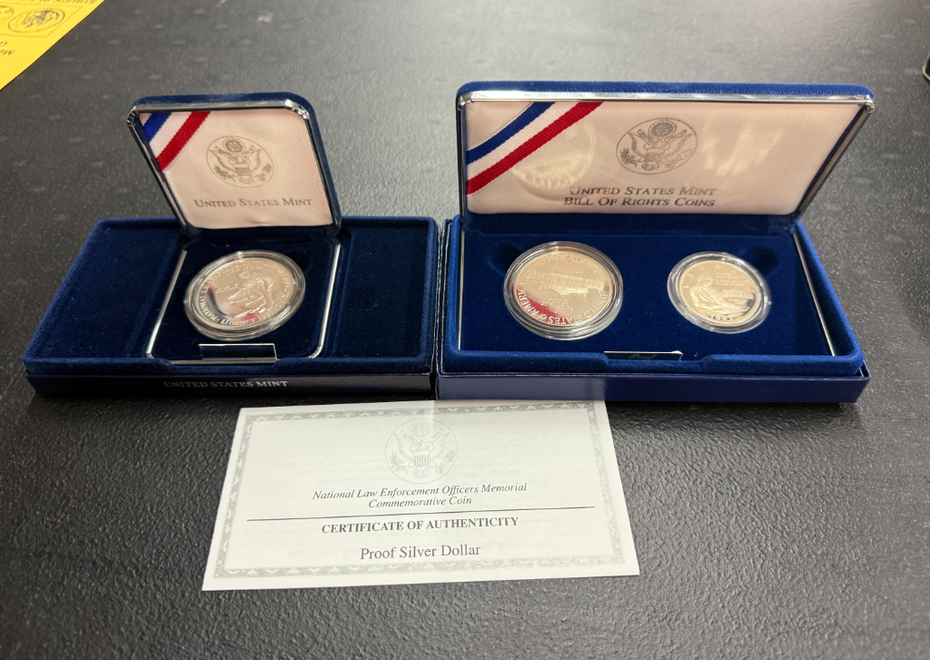 UNITED STATES MINT
UNITED STATES MINT
BILL OF RIGHTS COINS
UNITED STATES MINT
National Law Enforcement Officers Memorial
Commemorative Coin
CERTIFICATE OF AUTHENTICITY
Proof Silver Dollar